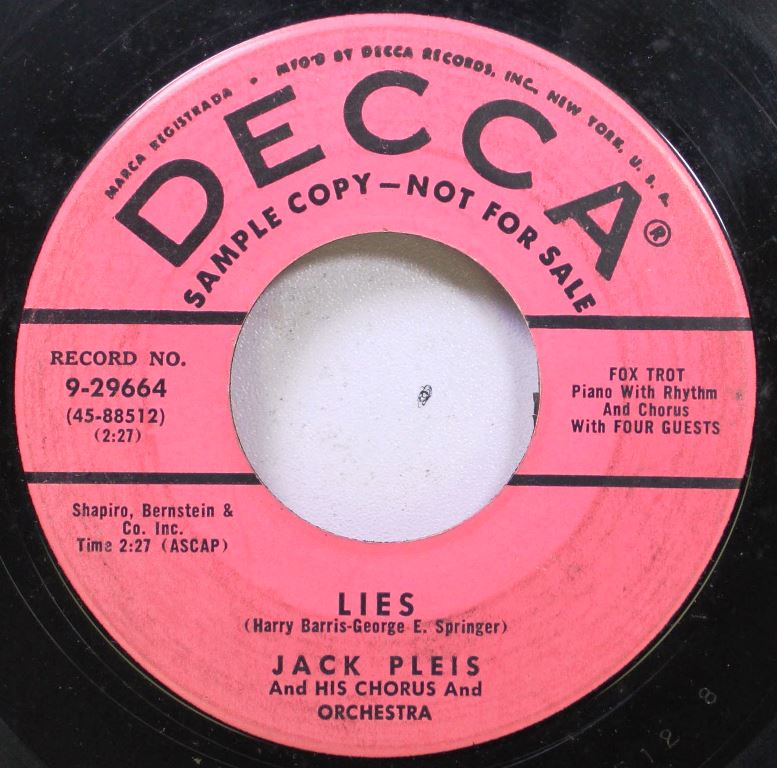 MARCA REGISTRADA • MFG'D BY DECCA RECORDS, INC., NEW YORK, U. S. A.
DECCA®
SAMPLE COPY—NOT FOR SALE
RECORD NO.
9-29664
(45-88512)
(2:27)
FOX TROT
Piano With Rhythm
And Chorus
With FOUR GUESTS
Shapiro, Bernstein &
Co. Inc.
Time 2:27 (ASCAP)
LIES
(Harry Barris-George E. Springer)
JACK PLEIS
And HIS CHORUS And
ORCHESTRA
128